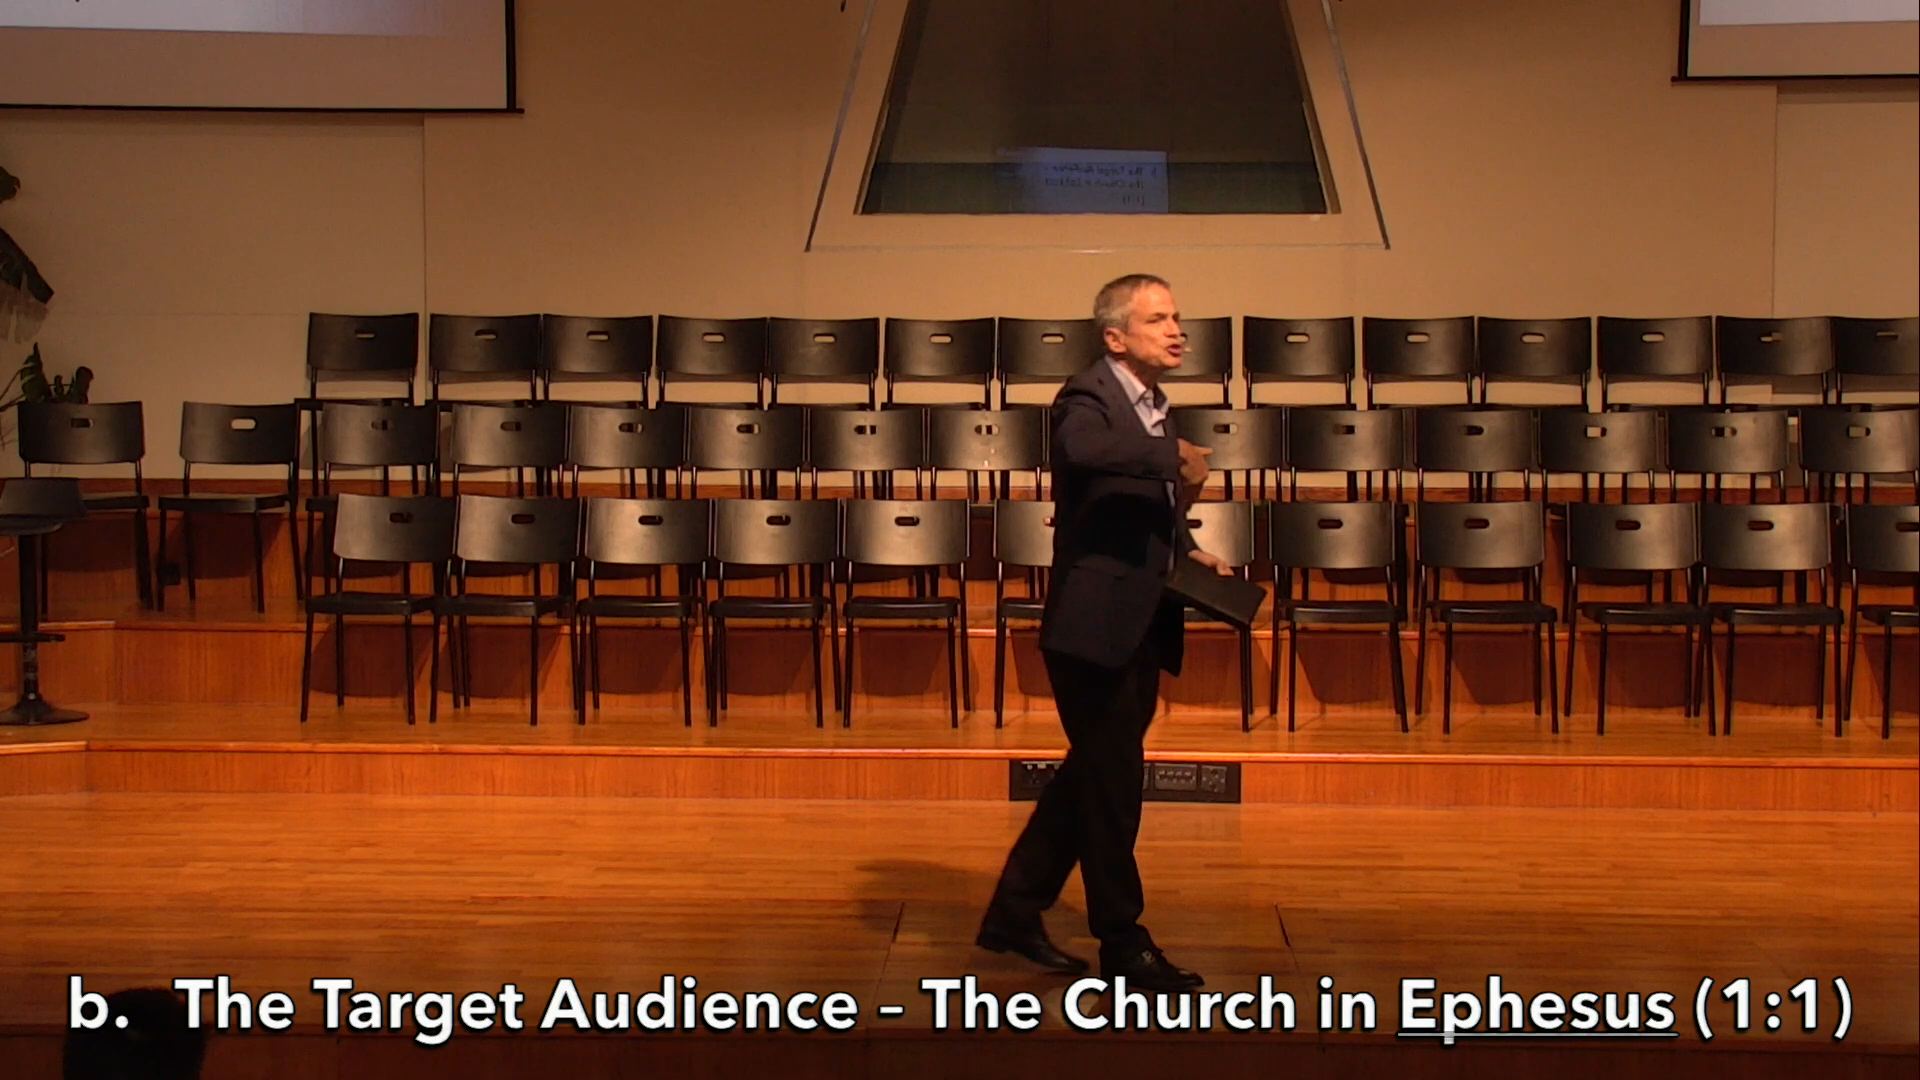 b. The Target Audience – The Church in Ephesus (1:1)